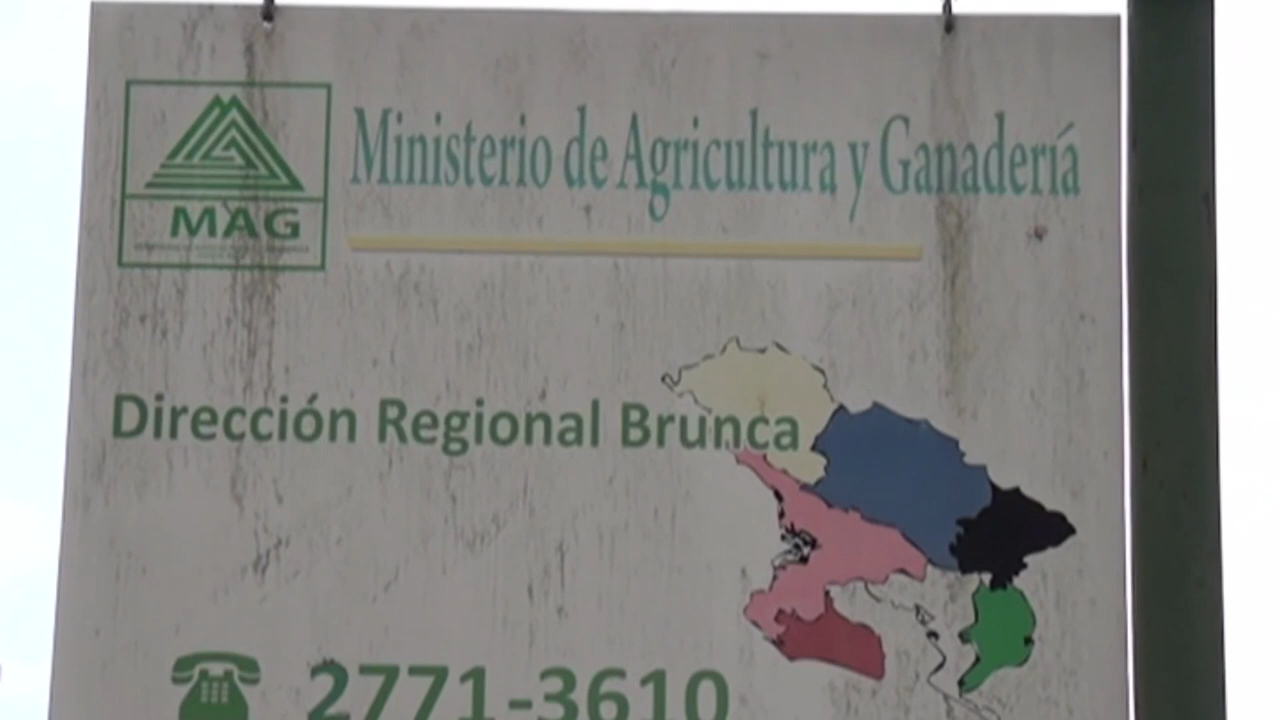 MAG
Ministerio de Agricultura y Ganadería
Dirección Regional Brunca
2771-3610